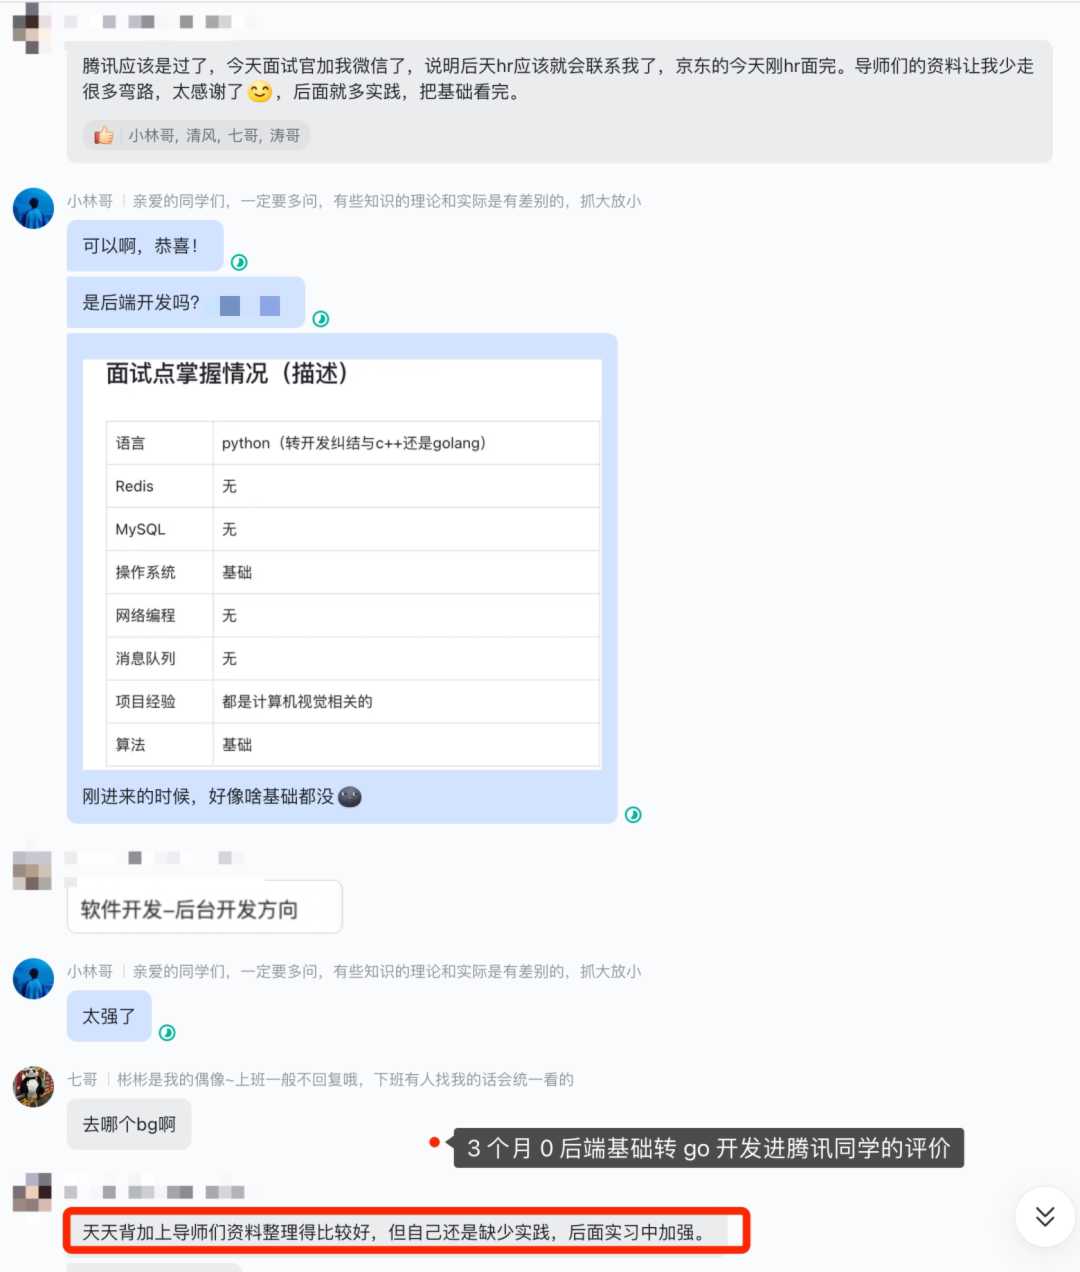 腾讯应该是过了，今天面试官加我微信了，说明后天hr应该就会联系我了，京东的今天刚hr面完。导师们的资料让我少走
很多弯路，太感谢了😊，后面就多实践，把基础看完。
👍 | 小林哥, 清风, 七哥, 涛哥
小林哥 | 亲爱的同学们，一定要多问，有些知识的理论和实际是有差别的，抓大放小
可以啊，恭喜！
是后端开发吗？
面试点掌握情况（描述）
语言 python（转开发纠结与c++还是golang）
Redis 无
MySQL 无
操作系统 基础
网络编程 无
消息队列 无
项目经验 都是计算机视觉相关的
算法 基础
刚进来的时候，好像啥基础都没🌚
软件开发-后台开发方向
小林哥 | 亲爱的同学们，一定要多问，有些知识的理论和实际是有差别的，抓大放小
太强了
七哥 | 彬彬是我的偶像~上班一般不回复哦，下班有人找我的话会统一看的
去哪个bg啊
3 个月 0 后端基础转 go 开发进腾讯同学的评价
天天背加上导师们资料整理得比较好，但自己还是缺少实践，后面实习中加强。